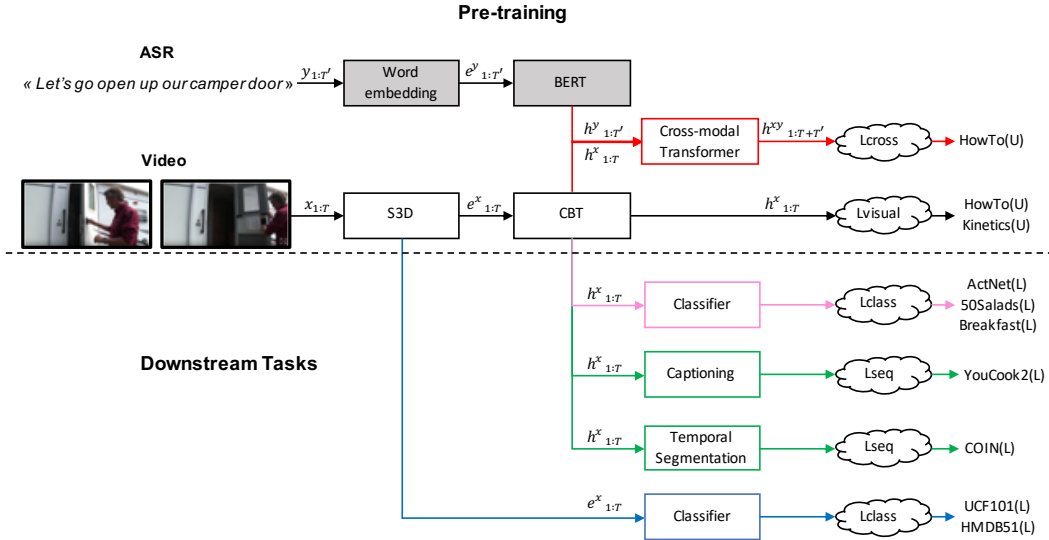 Pre-training
ASR
« Let's go open up our camper door »
y 1:T′
Word
embedding
e^y 1:T′
BERT
h^y 1:T′
h^x 1:T
Cross-modal
Transformer
h^xy 1:T+T′
Lcross
HowTo(U)
Video
x1:T
S3D
e^x 1:T
CBT
h^x 1:T
Lvisual
HowTo(U)
Kinetics(U)
Downstream Tasks
h^x 1:T
Classifier
Lclass
ActNet(L)
50Salads(L)
Breakfast(L)
h^x 1:T
Captioning
Lseq
YouCook2(L)
h^x 1:T
Temporal
Segmentation
Lseq
COIN(L)
e^x 1:T
Classifier
Lclass
UCF101(L)
HMDB51(L)